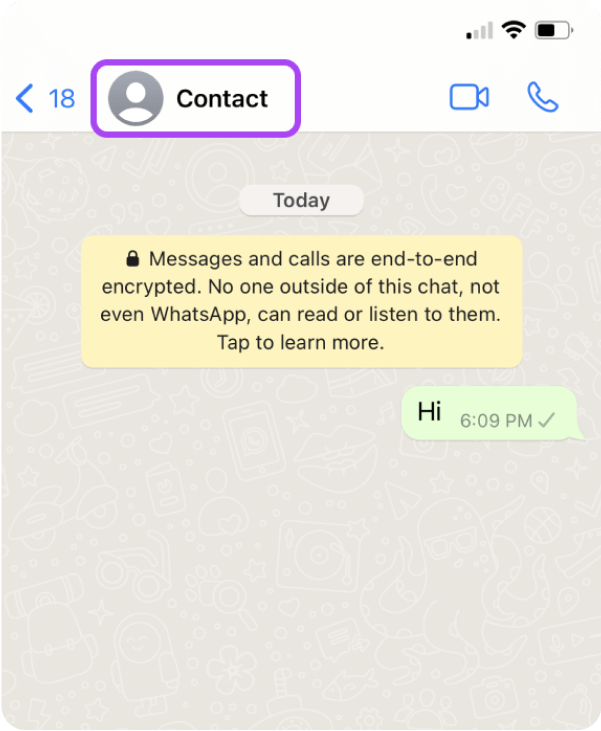 18
Contact
Today
Messages and calls are end-to-end
encrypted. No one outside of this chat, not
even WhatsApp, can read or listen to them.
Tap to learn more.
Hi 6:09 PM